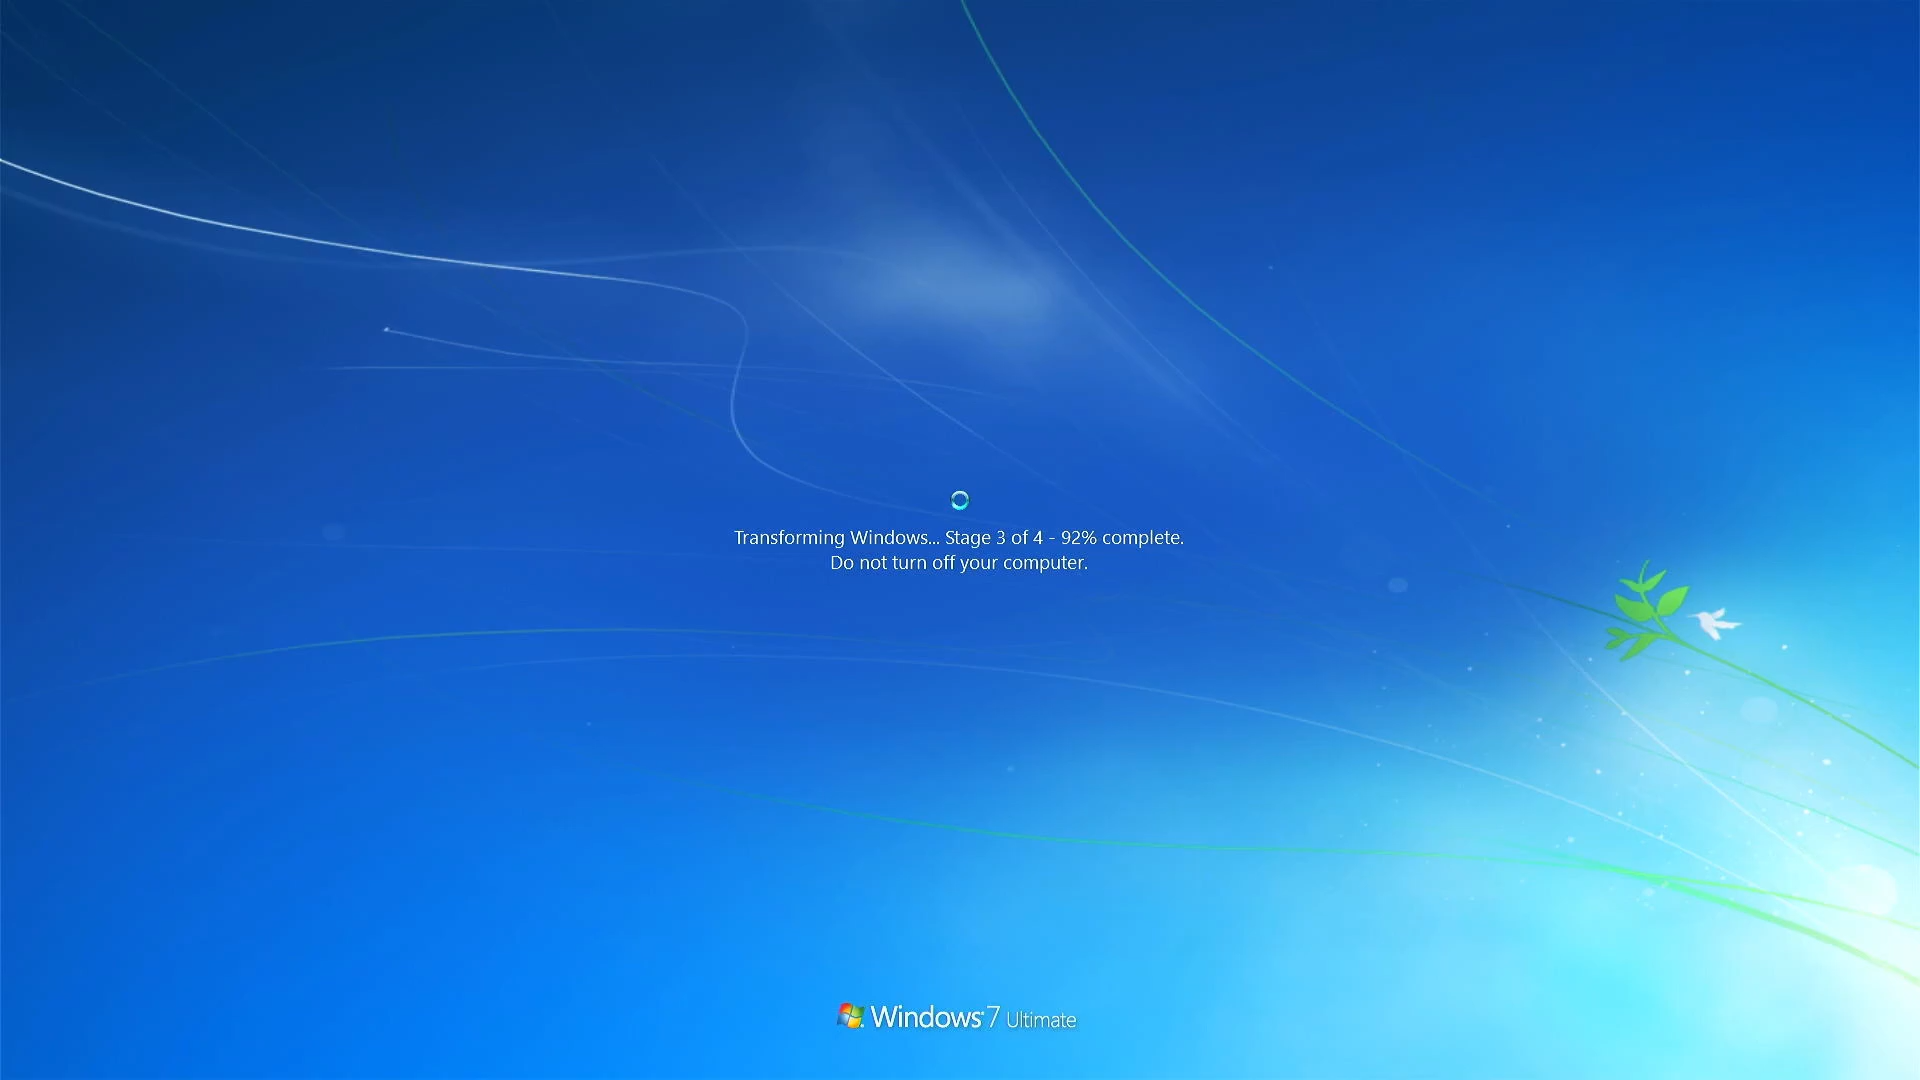 Transforming Windows... Stage 3 of 4 - 92% complete.
Do not turn off your computer.
Windows 7 Ultimate